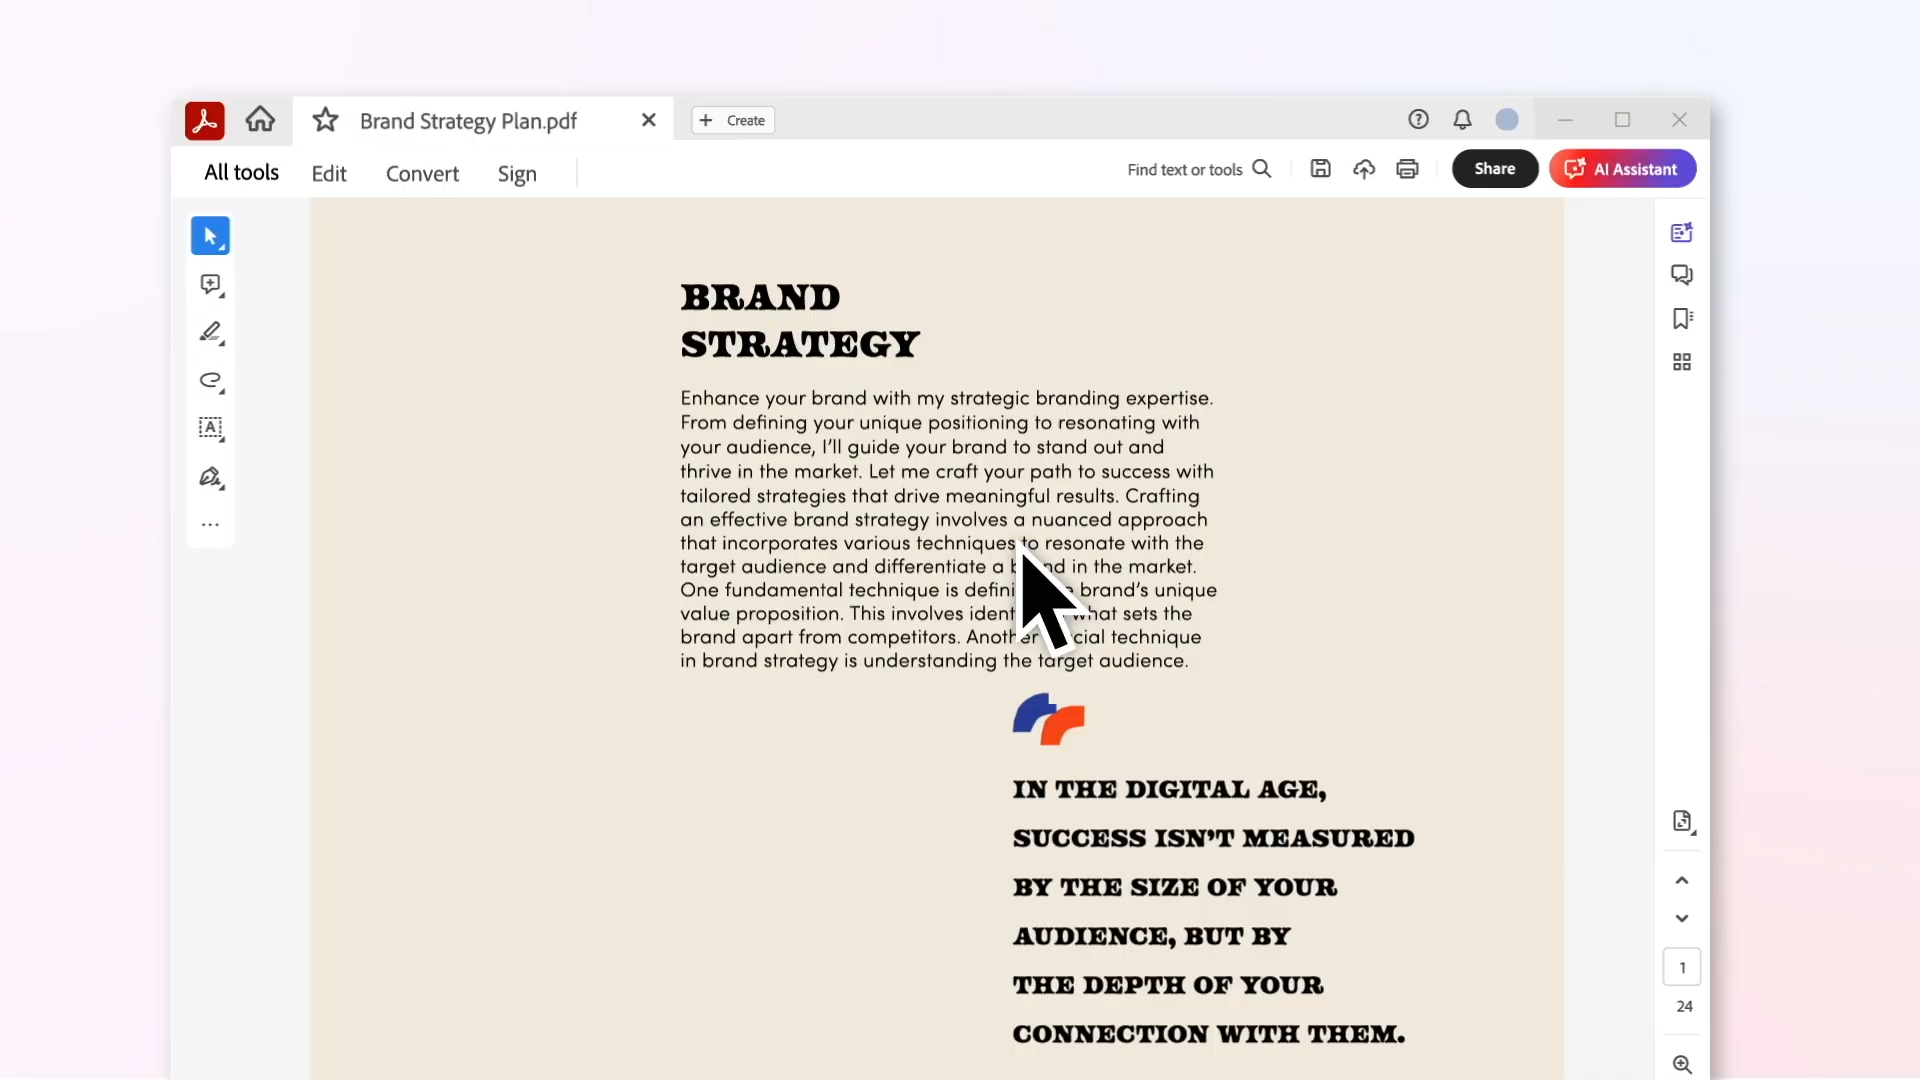 Brand Strategy Plan.pdf
Create
All tools
Edit
Convert
Sign
Find text or tools
Share
AI Assistant
BRAND
STRATEGY
Enhance your brand with my strategic branding expertise.
From defining your unique positioning to resonating with
your audience, I'll guide your brand to stand out and
thrive in the market. Let me craft your path to success with
tailored strategies that drive meaningful results. Crafting
an effective brand strategy involves a nuanced approach
that incorporates various techniques to resonate with the
target audience and differentiate a in the market.
One fundamental technique is brand's unique
value proposition. This involves sets the
brand apart from competitors. Another technique
in brand strategy is understanding the target audience.
IN THE DIGITAL AGE,
SUCCESS ISN'T MEASURED
BY THE SIZE OF YOUR
AUDIENCE, BUT BY
THE DEPTH OF YOUR
CONNECTION WITH THEM.
1
24